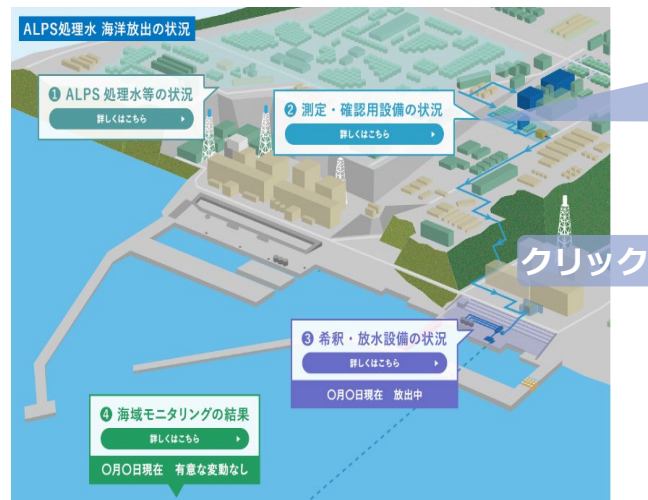 ALPS処理水 海洋放出の状況
❶ ALPS 処理水等の状況
詳しくはこちら
❷ 測定・確認用設備の状況
詳しくはこちら
クリック
❸ 希釈・放水設備の状況
詳しくはこちら
〇月〇日現在 放出中
❹ 海域モニタリングの結果
詳しくはこちら
〇月〇日現在 有意な変動なし